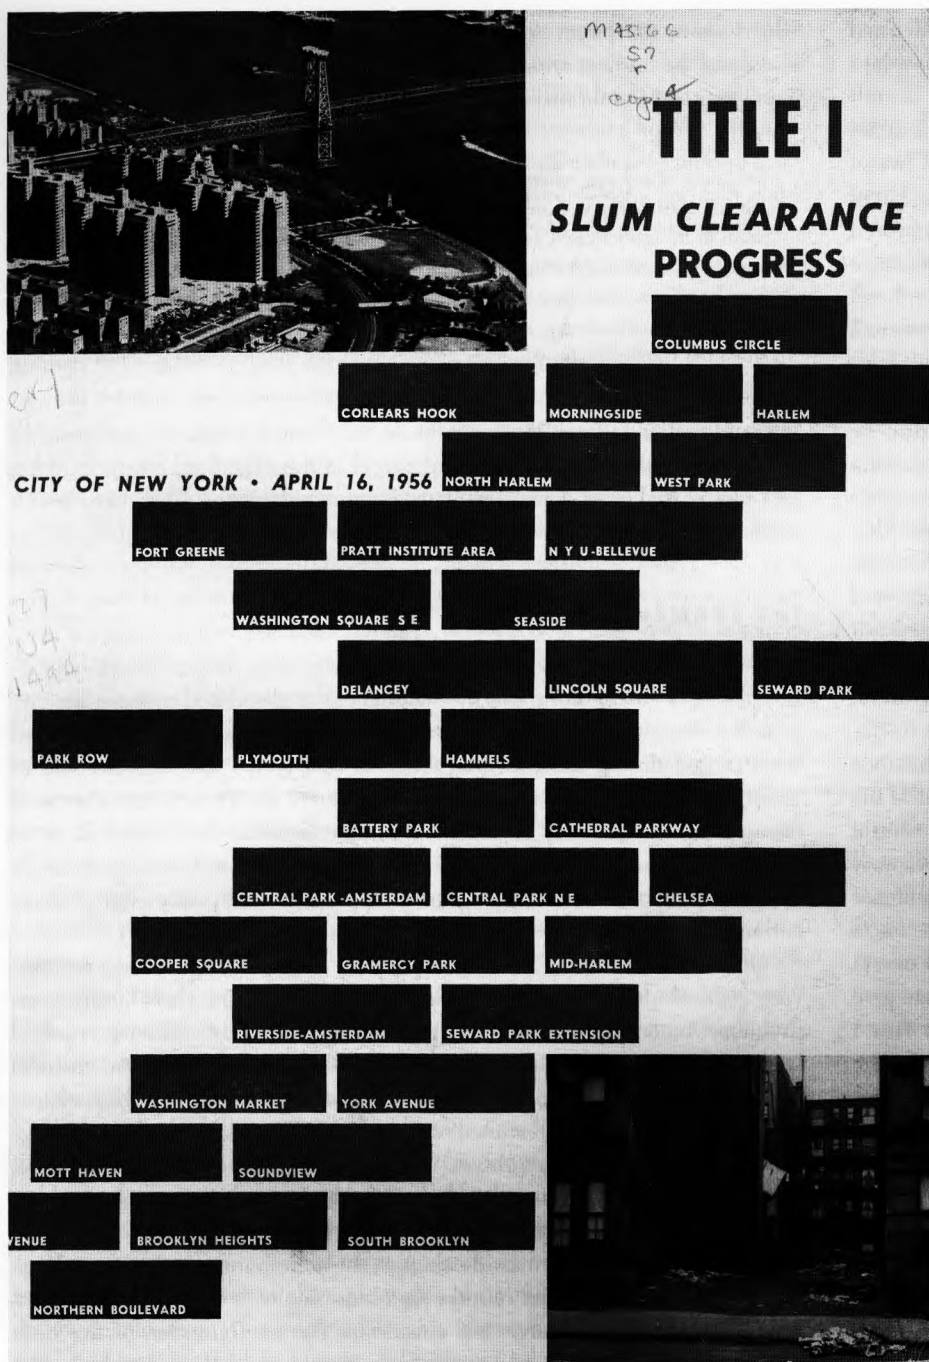 TITLE I
SLUM CLEARANCE
PROGRESS
COLUMBUS CIRCLE
CORLEARS HOOK MORNINGSIDE HARLEM
CITY OF NEW YORK • APRIL 16, 1956 NORTH HARLEM WEST PARK
FORT GREENE PRATT INSTITUTE AREA N Y U-BELLEVUE
WASHINGTON SQUARE S E SEASIDE
DELANCEY LINCOLN SQUARE SEWARD PARK
PARK ROW PLYMOUTH HAMMELS
BATTERY PARK CATHEDRAL PARKWAY
CENTRAL PARK-AMSTERDAM CENTRAL PARK N E CHELSEA
COOPER SQUARE GRAMERCY PARK MID-HARLEM
RIVERSIDE-AMSTERDAM SEWARD PARK EXTENSION
WASHINGTON MARKET YORK AVENUE
MOTT HAVEN SOUNDVIEW
VENUE BROOKLYN HEIGHTS SOUTH BROOKLYN
NORTHERN BOULEVARD